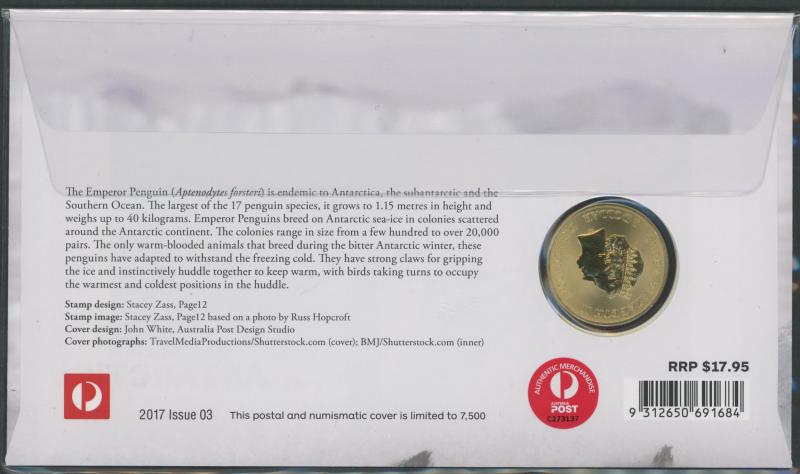 The Emperor Penguin (Aptenodytes forsteri) is endemic to Antarctica, the subantarctic and the
Southern Ocean. The largest of the 17 penguin species, it grows to 1.15 metres in height and
weighs up to 40 kilograms. Emperor Penguins breed on Antarctic sea-ice in colonies scattered
around the Antarctic continent. The colonies range in size from a few hundred to over 20,000
pairs. The only warm-blooded animals that breed during the bitter Antarctic winter, these
penguins have adapted to withstand the freezing cold. They have strong claws for gripping
the ice and instinctively huddle together to keep warm, with birds taking turns to occupy
the warmest and coldest positions in the huddle.
Stamp design: Stacey Zass, Page12
Stamp image: Stacey Zass, Page12 based on a photo by Russ Hopcroft
Cover design: John White, Australia Post Design Studio
Cover photographs: TravelMediaProductions/Shutterstock.com (cover); BMJ/Shutterstock.com (inner)
2017 Issue 03
This postal and numismatic cover is limited to 7,500
AUTHENTIC MERCHANDISE
AUSTRALIA
POST
C273137
RRP $17.95
9 312650 691684